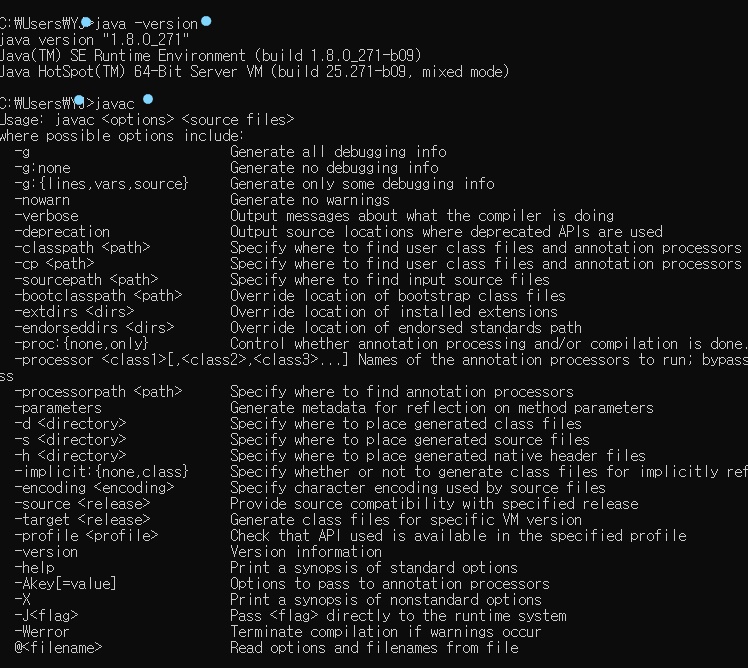 C:₩Users₩YJ>java -version
java version "1.8.0_271"
Java(TM) SE Runtime Environment (build 1.8.0_271-b09)
Java HotSpot(TM) 64-Bit Server VM (build 25.271-b09, mixed mode)
C:₩Users₩YJ>javac
Usage: javac <options> <source files>
where possible options include:
-g Generate all debugging info
-g:none Generate no debugging info
-g:{lines,vars,source} Generate only some debugging info
-nowarn Generate no warnings
-verbose Output messages about what the compiler is doing
-deprecation Output source locations where deprecated APIs are used
-classpath <path> Specify where to find user class files and annotation processors
-cp <path> Specify where to find user class files and annotation processors
-sourcepath <path> Specify where to find input source files
-bootclasspath <path> Override location of bootstrap class files
-extdirs <dirs> Override location of installed extensions
-endorseddirs <dirs> Override location of endorsed standards path
-proc:{none,only} Control whether annotation processing and/or compilation is done.
-processor <class1>[,<class2>,<class3>...] Names of the annotation processors to run; bypass
ss
-processorpath <path> Specify where to find annotation processors
-parameters Generate metadata for reflection on method parameters
-d <directory> Specify where to place generated class files
-s <directory> Specify where to place generated source files
-h <directory> Specify where to place generated native header files
-implicit:{none,class} Specify whether or not to generate class files for implicitly ref
-encoding <encoding> Specify character encoding used by source files
-source <release> Provide source compatibility with specified release
-target <release> Generate class files for specific VM version
-profile <profile> Check that API used is available in the specified profile
-version Version information
-help Print a synopsis of standard options
-Akey[=value] Options to pass to annotation processors
-X Print a synopsis of nonstandard options
-J<flag> Pass <flag> directly to the runtime system
-Werror Terminate compilation if warnings occur
@<filename> Read options and filenames from file